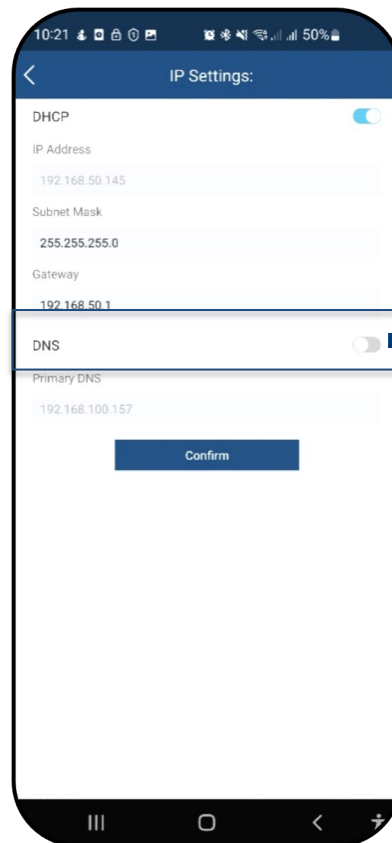 10:21 50%
IP Settings:
DHCP
IP Address
192.168.50.145
Subnet Mask
255.255.255.0
Gateway
192.168.50.1
DNS
Primary DNS
192.168.100.157
Confirm